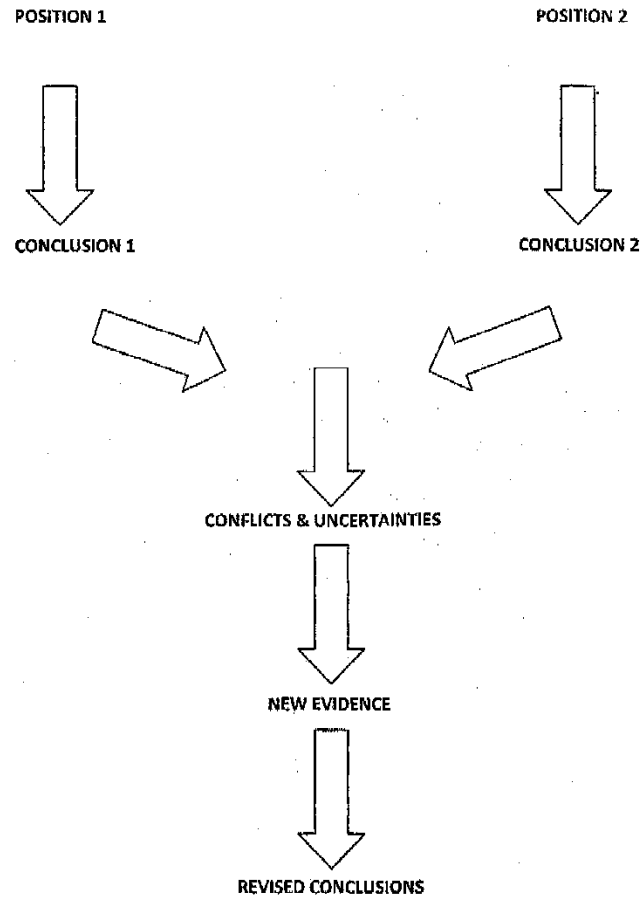 POSITION 1
POSITION 2
CONCLUSION 1
CONCLUSION 2
CONFLICTS & UNCERTAINTIES
NEW EVIDENCE
REVISED CONCLUSIONS